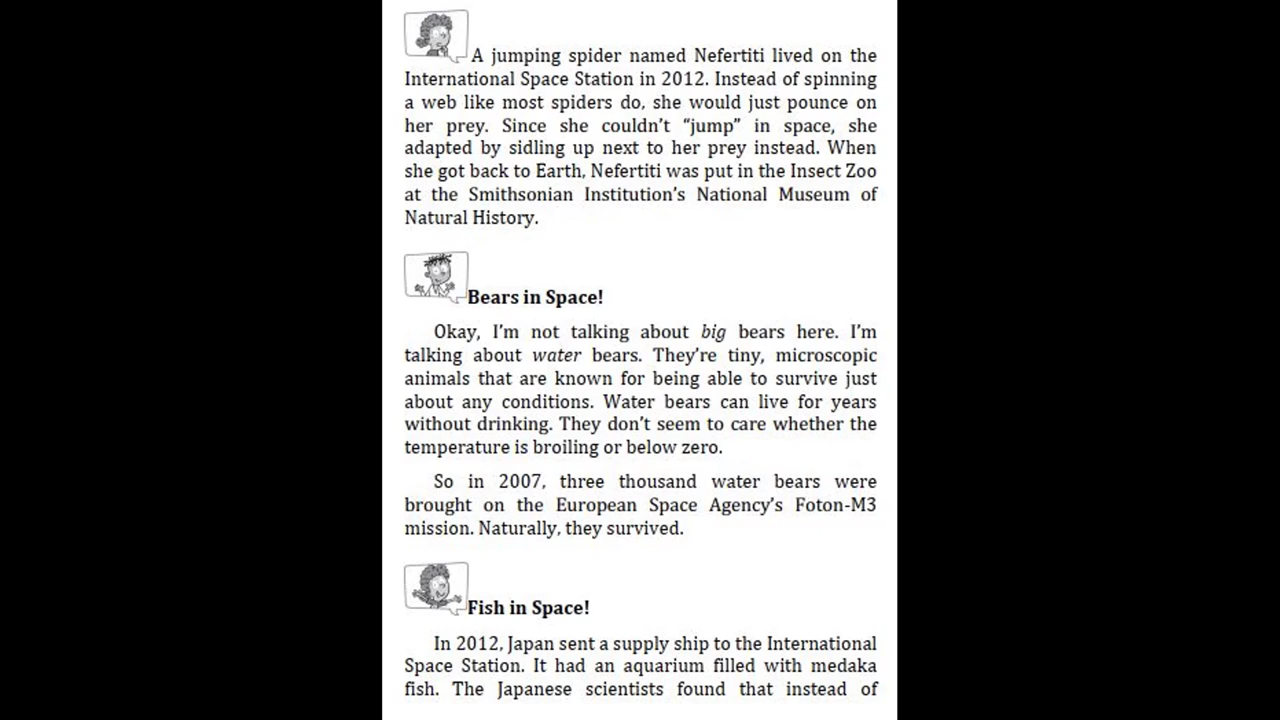 A jumping spider named Nefertiti lived on the
International Space Station in 2012. Instead of spinning
a web like most spiders do, she would just pounce on
her prey. Since she couldn’t “jump” in space, she
adapted by sidling up next to her prey instead. When
she got back to Earth, Nefertiti was put in the Insect Zoo
at the Smithsonian Institution’s National Museum of
Natural History.
Bears in Space!
Okay, I’m not talking about big bears here. I’m
talking about water bears. They’re tiny, microscopic
animals that are known for being able to survive just
about any conditions. Water bears can live for years
without drinking. They don’t seem to care whether the
temperature is broiling or below zero.
So in 2007, three thousand water bears were
brought on the European Space Agency’s Foton-M3
mission. Naturally, they survived.
Fish in Space!
In 2012, Japan sent a supply ship to the International
Space Station. It had an aquarium filled with medaka
fish. The Japanese scientists found that instead of